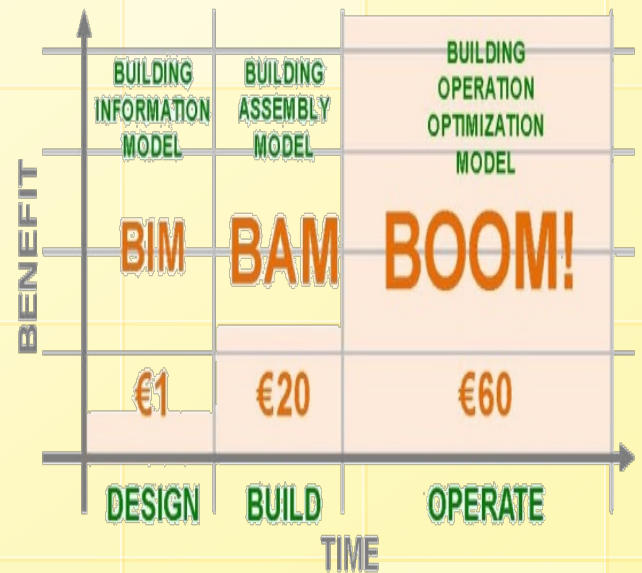 BENEFIT
BUILDING
INFORMATION
MODEL
BIM
€1
DESIGN
BUILDING
ASSEMBLY
MODEL
BAM
€20
BUILD
BUILDING
OPERATION
OPTIMIZATION
MODEL
BOOM!
€60
OPERATE
TIME